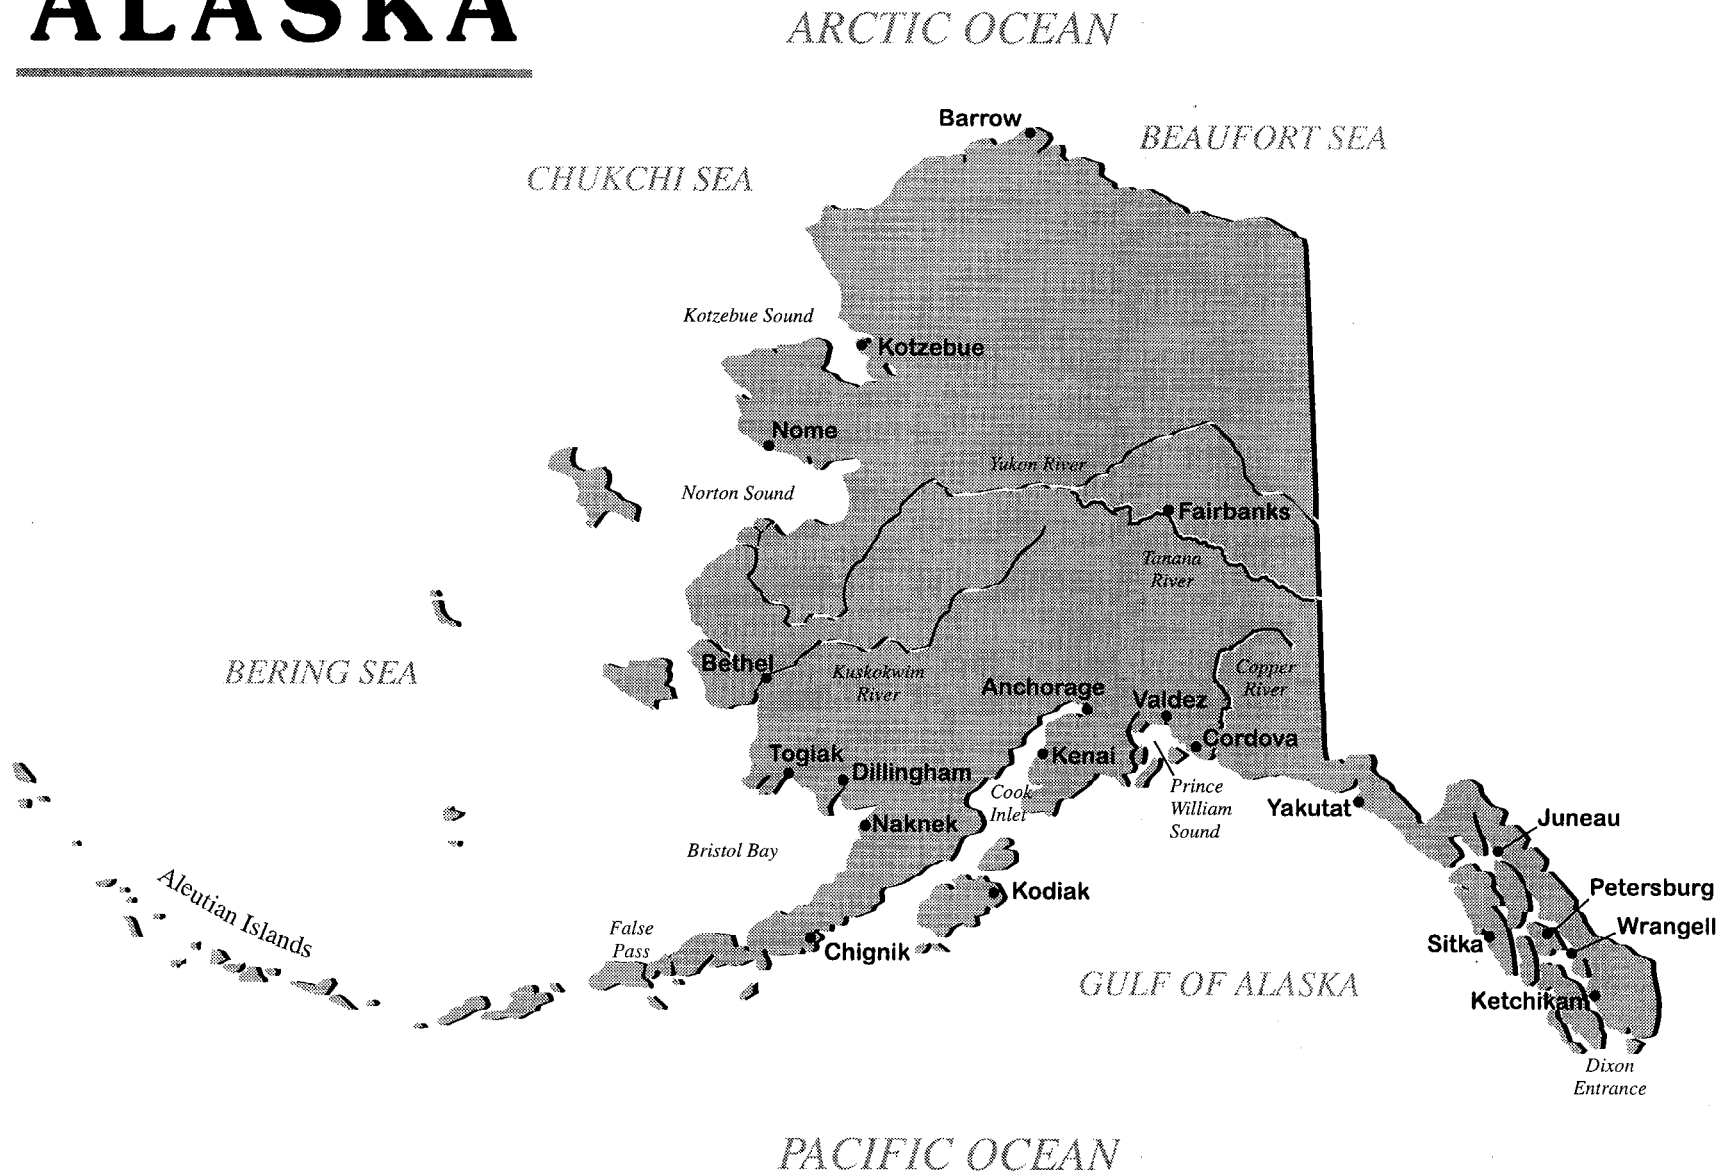 ALASKA
ARCTIC OCEAN
Barrow
BEAUFORT SEA
CHUKCHI SEA
Kotzebue Sound
Kotzebue
Nome
Yukon River
Norton Sound
Fairbanks
Tanana
River
BERING SEA
Bethel
Kuskokwim
River
Copper
River
Anchorage
Valdez
Cordova
Togiak
Kenai
Dillingham
Cook
Inlet
Prince
William
Sound
Yakutat
Naknek
Juneau
Bristol Bay
Aleutian Islands
Kodiak
Petersburg
Wrangell
False
Pass
Sitka
Chignik
GULF OF ALASKA
Ketchikan
Dixon
Entrance
PACIFIC OCEAN